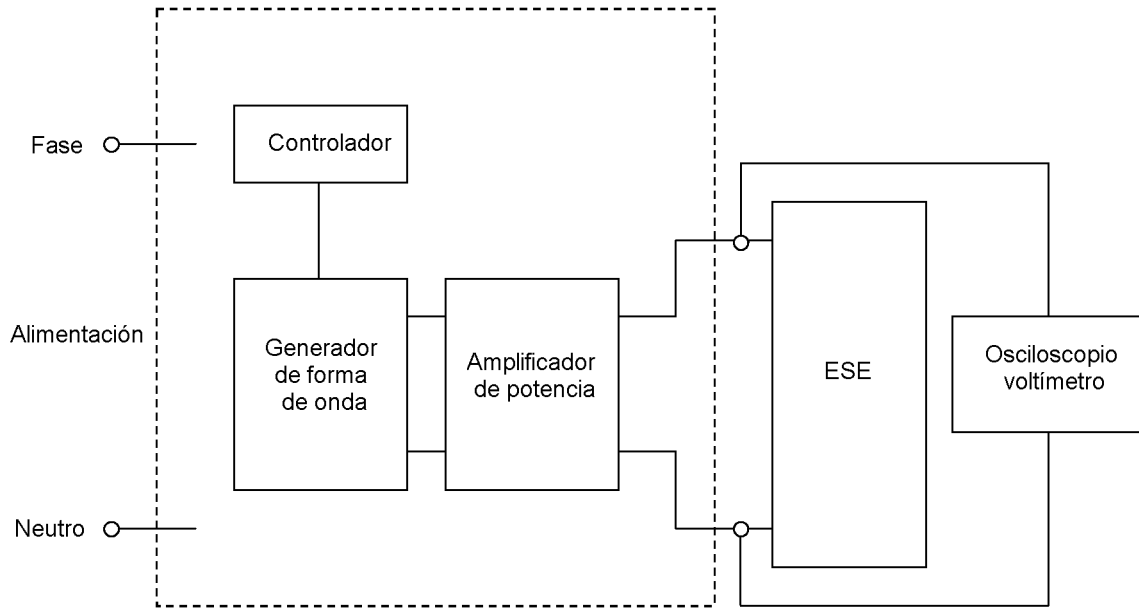 Fase
Controlador
Alimentación
Generador
de forma
de onda
Amplificador
de potencia
ESE
Osciloscopio
voltímetro
Neutro